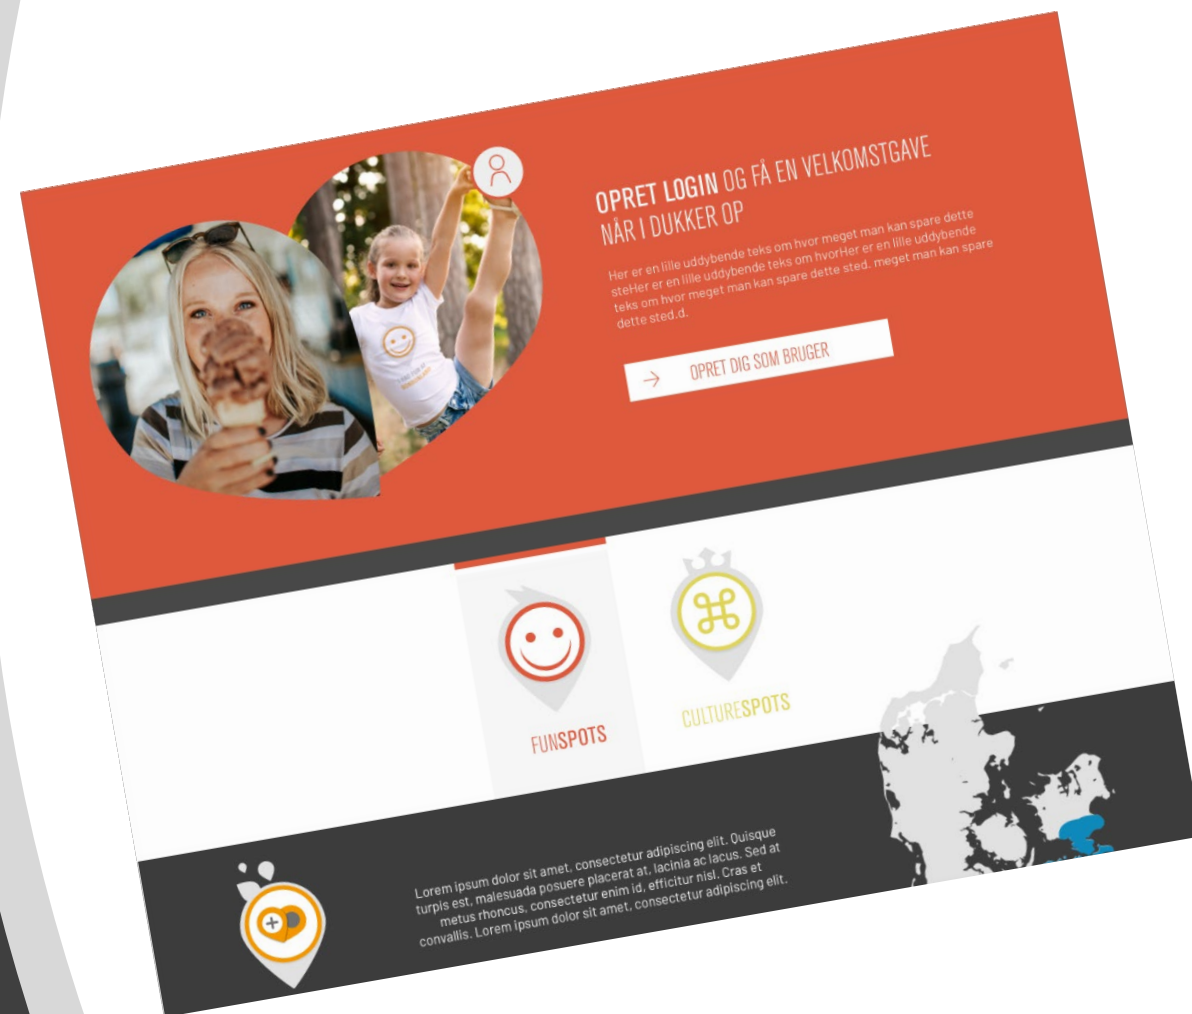 OPRET LOGIN OG FÅ EN VELKOMSTGAVE
NÅR I DUKKER OP
Her er en lille uddybende teks om hvor meget man kan spare dette
steHer er en lille uddybende teks om hvorHer er en lille uddybende
teks om hvor meget man kan spare dette sted. meget man kan spare
dette sted.d.
OPRET DIG SOM BRUGER
FUNSPOTS
CULTURESPOTS
Lorem ipsum dolor sit amet, consectetur adipiscing elit. Quisque
turpis est, malesuada posuere placerat at, lacinia ac lacus. Sed at
metus rhoncus, consectetur enim id, efficitur nisl. Cras et
convallis. Lorem ipsum dolor sit amet, consectetur adipiscing elit.